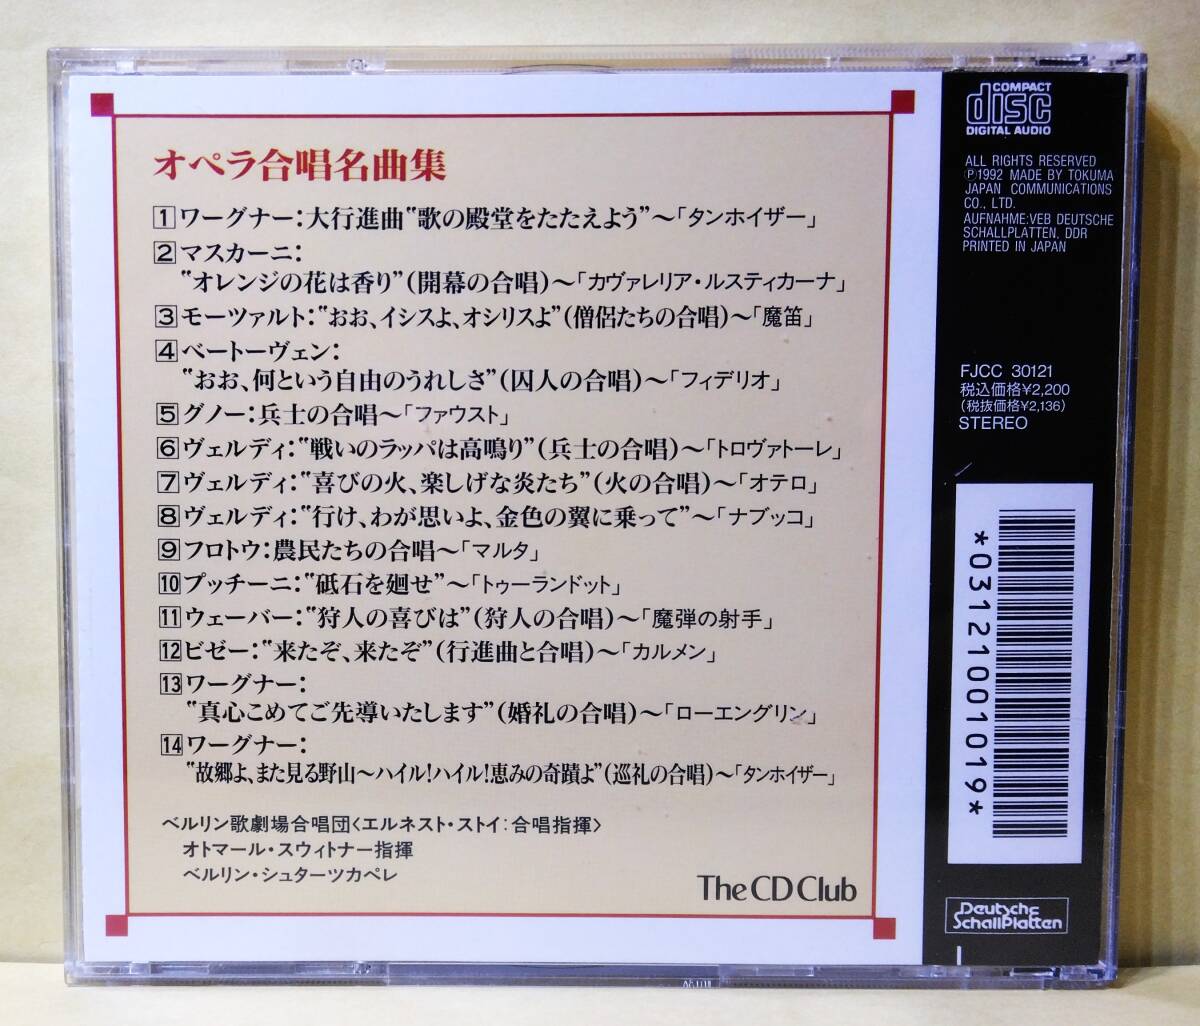 オペラ合唱名曲集
1 ワーグナー:大行進曲“歌の殿堂をたたえよう”～「タンホイザー」
2 マスカーニ:
“オレンジの花は香り”(開幕の合唱)～「カヴァレリア・ルスティカーナ」
3 モーツァルト:“おお、イシスよ、オシリスよ”(僧侶たちの合唱)～「魔笛」
4 ベートーヴェン:
“おお、何という自由のうれしさ”(囚人の合唱)～「フィデリオ」
5 グノー:兵士の合唱～「ファウスト」
6 ヴェルディ:“戦いのラッパは高鳴り”(兵士の合唱)～「トロヴァトーレ」
7 ヴェルディ:“喜びの火、楽しげな炎たち”(火の合唱)～「オテロ」
8 ヴェルディ:“行け、わが思いよ、金色の翼に乗って”～「ナブッコ」
9 フロトウ:農民たちの合唱～「マルタ」
10 プッチーニ:“砥石を廻せ”～「トゥーランドット」
11 ウェーバー:“狩人の喜びは”(狩人の合唱)～「魔弾の射手」
12 ビゼー:“来たぞ、来たぞ”(行進曲と合唱)～「カルメン」
13 ワーグナー:
“真心こめてご先導いたします”(婚礼の合唱)～「ローエングリン」
14 ワーグナー:
“故郷よ、また見る野山～ハイル!ハイル!恵みの奇蹟よ”(巡礼の合唱)～「タンホイザー」
ベルリン歌劇場合唱団〈エルネスト・ストイ:合唱指揮〉
オトマール・スウィトナー指揮
ベルリン・シュターツカペレ
The CD Club
COMPACT
disc
DIGITAL AUDIO
ALL RIGHTS RESERVED
Ⓟ1992 MADE BY TOKUMA
JAPAN COMMUNICATIONS
CO., LTD.
AUFNAHME:VEB DEUTSCHE
SCHALLPLATTEN, DDR
PRINTED IN JAPAN
FJCC 30121
税込価格¥2,200
(税抜価格¥2,136)
STEREO
*0312100101019*
Deutsche
SchallPlatten